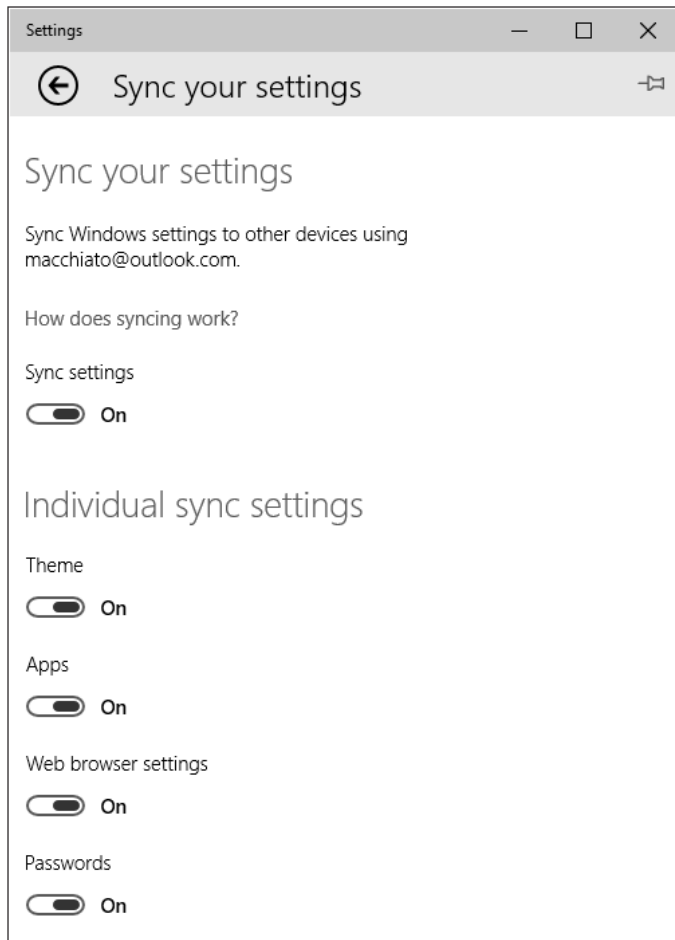 Settings
Sync your settings
Sync your settings
Sync Windows settings to other devices using
macchiato@outlook.com.
How does syncing work?
Sync settings
On
Individual sync settings
Theme
On
Apps
On
Web browser settings
On
Passwords
On